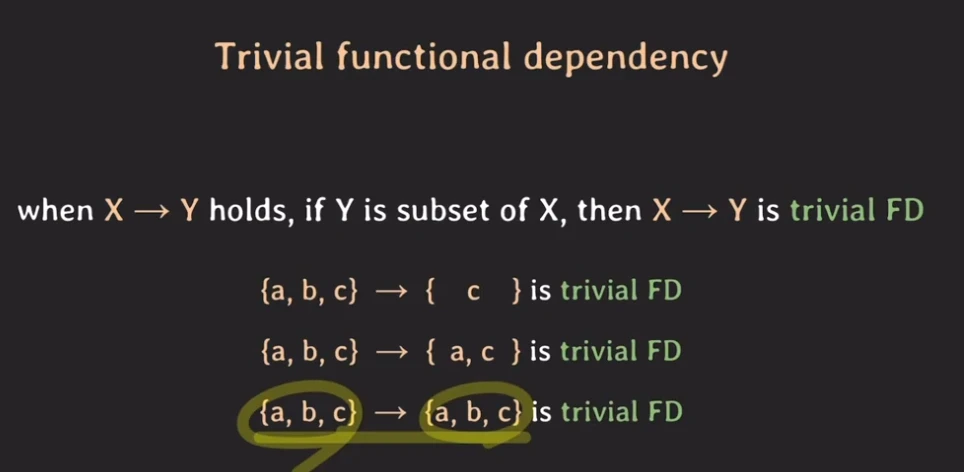 Trivial functional dependency
when X → Y holds, if Y is subset of X, then X → Y is trivial FD
{a, b, c} → { c } is trivial FD
{a, b, c} → { a, c } is trivial FD
{a, b, c} → {a, b, c} is trivial FD